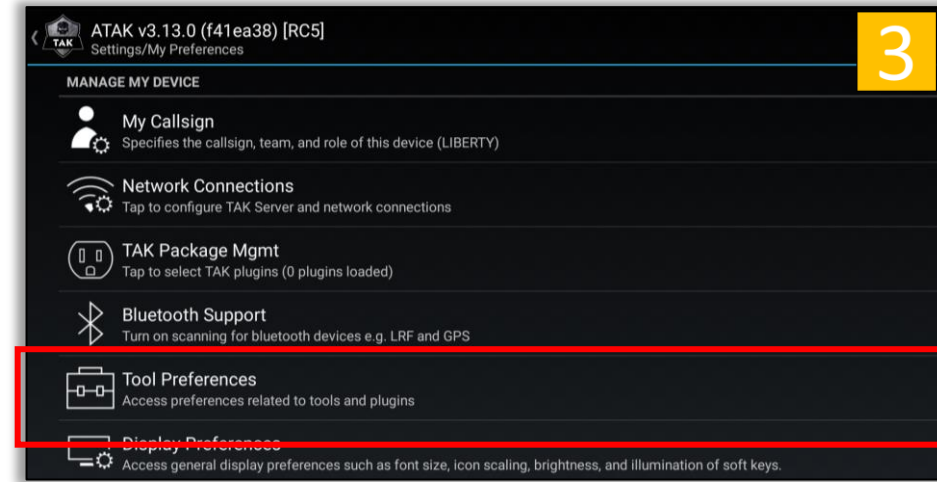 ATAK v3.13.0 (f41ea38) [RC5]
Settings/My Preferences
3
TAK
MANAGE MY DEVICE
My Callsign
Specifies the callsign, team, and role of this device (LIBERTY)
Network Connections
Tap to configure TAK Server and network connections
TAK Package Mgmt
Tap to select TAK plugins (0 plugins loaded)
Bluetooth Support
Turn on scanning for bluetooth devices e.g. LRF and GPS
Tool Preferences
Access preferences related to tools and plugins
Display Preferences
Access general display preferences such as font size, icon scaling, brightness, and illumination of soft keys.